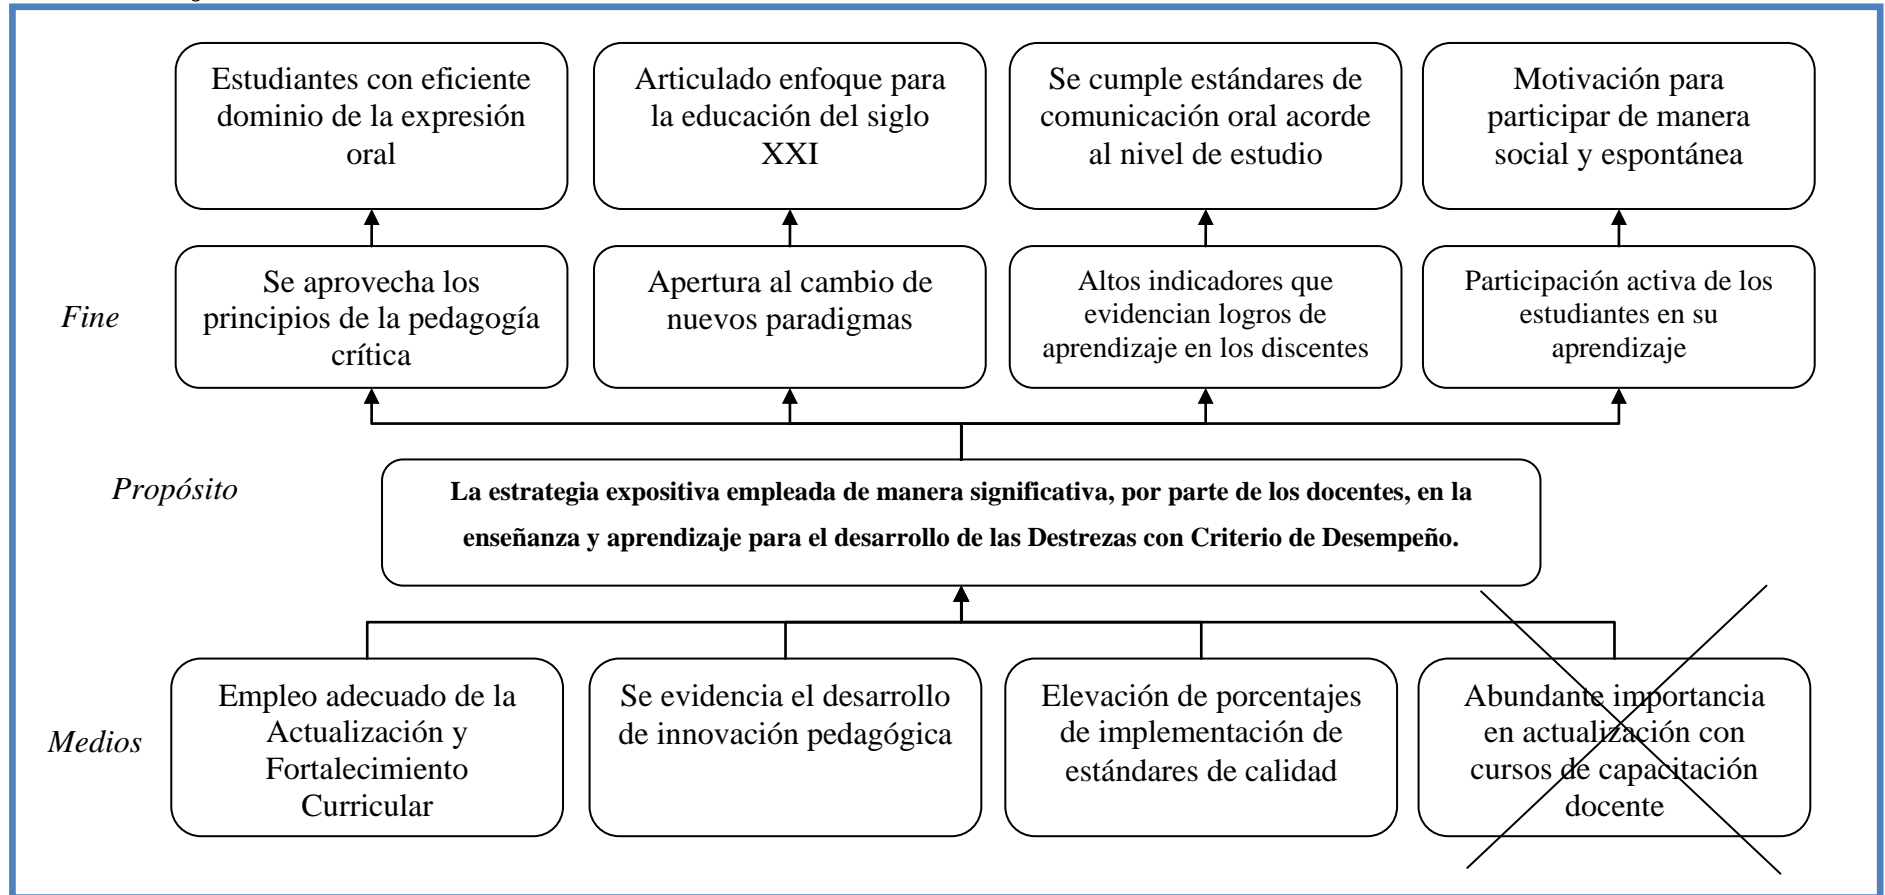 Estudiantes con eficiente
dominio de la expresión
oral
Articulado enfoque para
la educación del siglo
XXI
Se cumple estándares de
comunicación oral acorde
al nivel de estudio
Motivación para
participar de manera
social y espontánea
Fine
Se aprovecha los
principios de la pedagogía
crítica
Apertura al cambio de
nuevos paradigmas
Altos indicadores que
evidencian logros de
aprendizaje en los discentes
Participación activa de los
estudiantes en su
aprendizaje
Propósito
La estrategia expositiva empleada de manera significativa, por parte de los docentes, en la
enseñanza y aprendizaje para el desarrollo de las Destrezas con Criterio de Desempeño.
Medios
Empleo adecuado de la
Actualización y
Fortalecimiento
Curricular
Se evidencia el desarrollo
de innovación pedagógica
Elevación de porcentajes
de implementación de
estándares de calidad
Abundante importancia
en actualización con
cursos de capacitación
docente